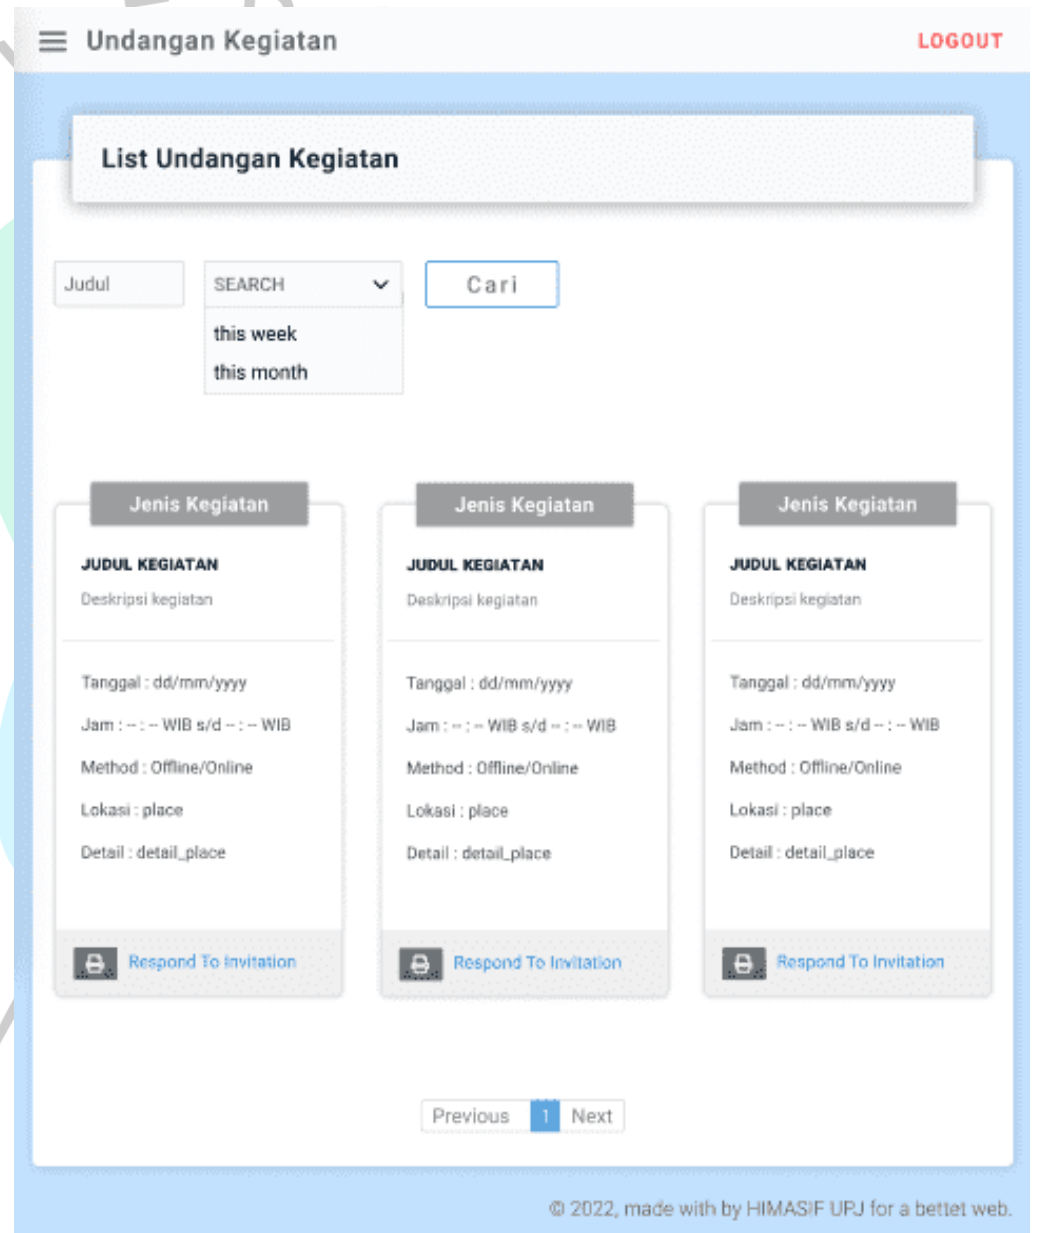 Undangan Kegiatan
LOGOUT
List Undangan Kegiatan
Judul
SEARCH
Cari
this week
this month
Jenis Kegiatan
JUDUL KEGIATAN
Deskripsi kegiatan
Tanggal : dd/mm/yyyy
Jam : -- : -- WIB s/d -- : -- WIB
Method : Offline/Online
Lokasi : place
Detail : detail_place
Respond To Invitation
Jenis Kegiatan
JUDUL KEGIATAN
Deskripsi kegiatan
Tanggal : dd/mm/yyyy
Jam : -- : -- WIB s/d -- : -- WIB
Method : Offline/Online
Lokasi : place
Detail : detail_place
Respond To Invitation
Jenis Kegiatan
JUDUL KEGIATAN
Deskripsi kegiatan
Tanggal : dd/mm/yyyy
Jam : -- : -- WIB s/d -- : -- WIB
Method : Offline/Online
Lokasi : place
Detail : detail_place
Respond To Invitation
Previous 1 Next
© 2022, made with by HIMASIF UPJ for a bettet web.